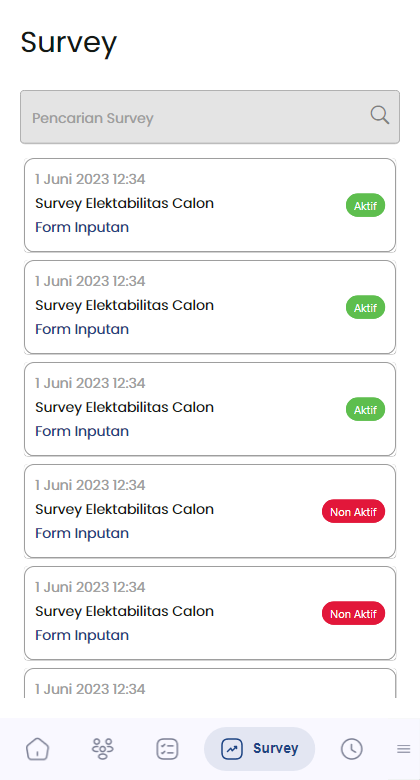 Survey
Pencarian Survey
1 Juni 2023 12:34
Survey Elektabilitas Calon
Aktif
Form Inputan
1 Juni 2023 12:34
Survey Elektabilitas Calon
Aktif
Form Inputan
1 Juni 2023 12:34
Survey Elektabilitas Calon
Aktif
Form Inputan
1 Juni 2023 12:34
Survey Elektabilitas Calon
Non Aktif
Form Inputan
1 Juni 2023 12:34
Survey Elektabilitas Calon
Non Aktif
Form Inputan
1 Juni 2023 12:34
Survey